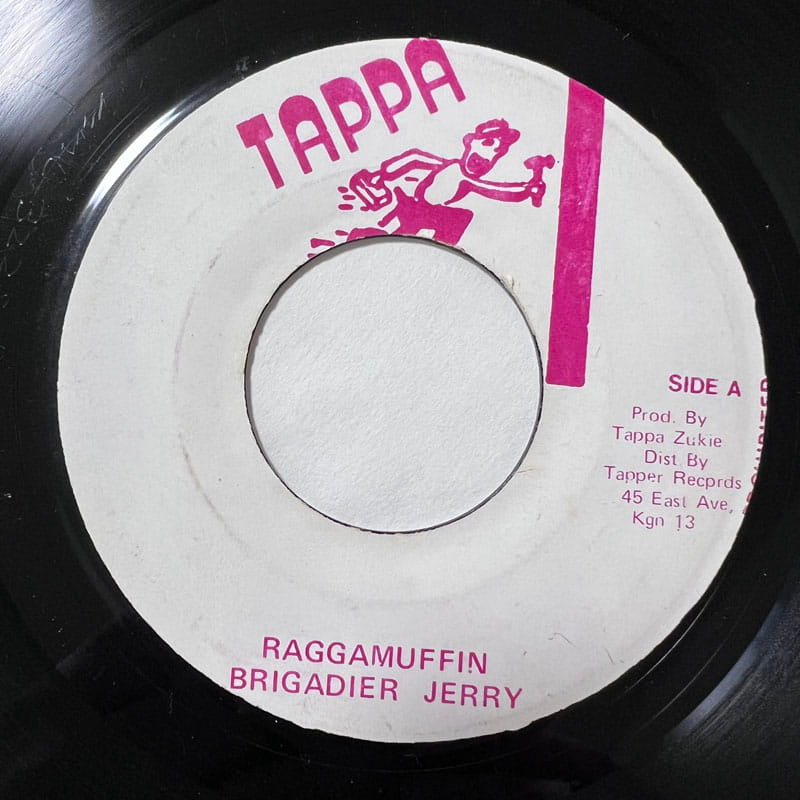 TAPPA
SIDE A
Prod. By
Tappa Zukie
Dist. By
Tapper Recprds
45 East Ave,
Kgn 13
RAGGAMUFFIN
BRIGADIER JERRY